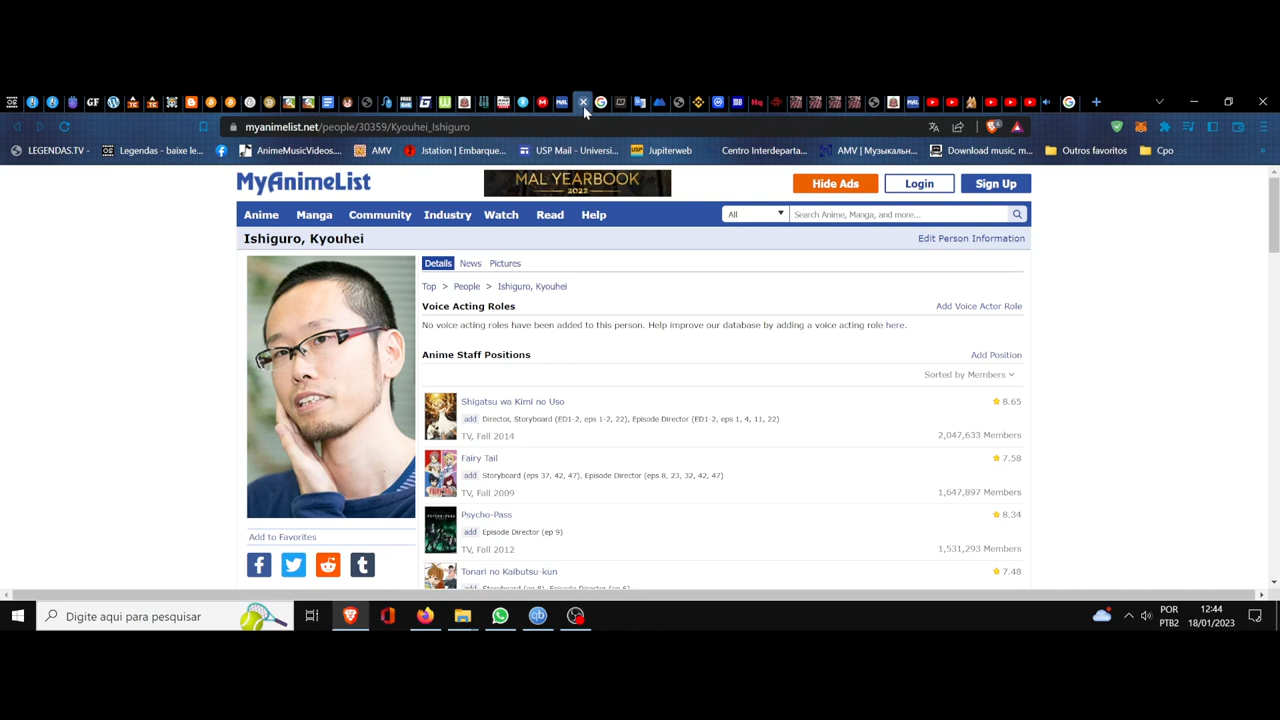 myanimelist.net/people/30359/Kyouhei_Ishiguro
LEGENDAS.TV - Legendas - baixe le... AnimeMusicVideos.... AMV Jstation | Embarque... USP Mail - Universi... Jupiterweb Centro Interdeparta... AMV | Музыкальн... Download music, m... Outros favoritos Cpo
MyAnimeList
MAL YEARBOOK
2022
Hide Ads Login Sign Up
Anime Manga Community Industry Watch Read Help All Search Anime, Manga, and more...
Ishiguro, Kyouhei Edit Person Information
Details News Pictures
Top > People > Ishiguro, Kyouhei
Voice Acting Roles Add Voice Actor Role
No voice acting roles have been added to this person. Help improve our database by adding a voice acting role here.
Anime Staff Positions Add Position
Sorted by Members
Shigatsu wa Kimi no Uso 8.65
add Director, Storyboard (ED1-2, eps 1-2, 22), Episode Director (ED1-2, eps 1, 4, 11, 22)
TV, Fall 2014 2,047,633 Members
Fairy Tail 7.58
add Storyboard (eps 37, 42, 47), Episode Director (eps 8, 23, 32, 42, 47)
TV, Fall 2009 1,647,897 Members
Psycho-Pass 8.34
add Episode Director (ep 9)
TV, Fall 2012 1,531,293 Members
Tonari no Kaibutsu-kun 7.48
add Storyboard (ep 8), Episode Director (ep 6)
Add to Favorites
Digite aqui para pesquisar
POR 12:44
PTB2 18/01/2023